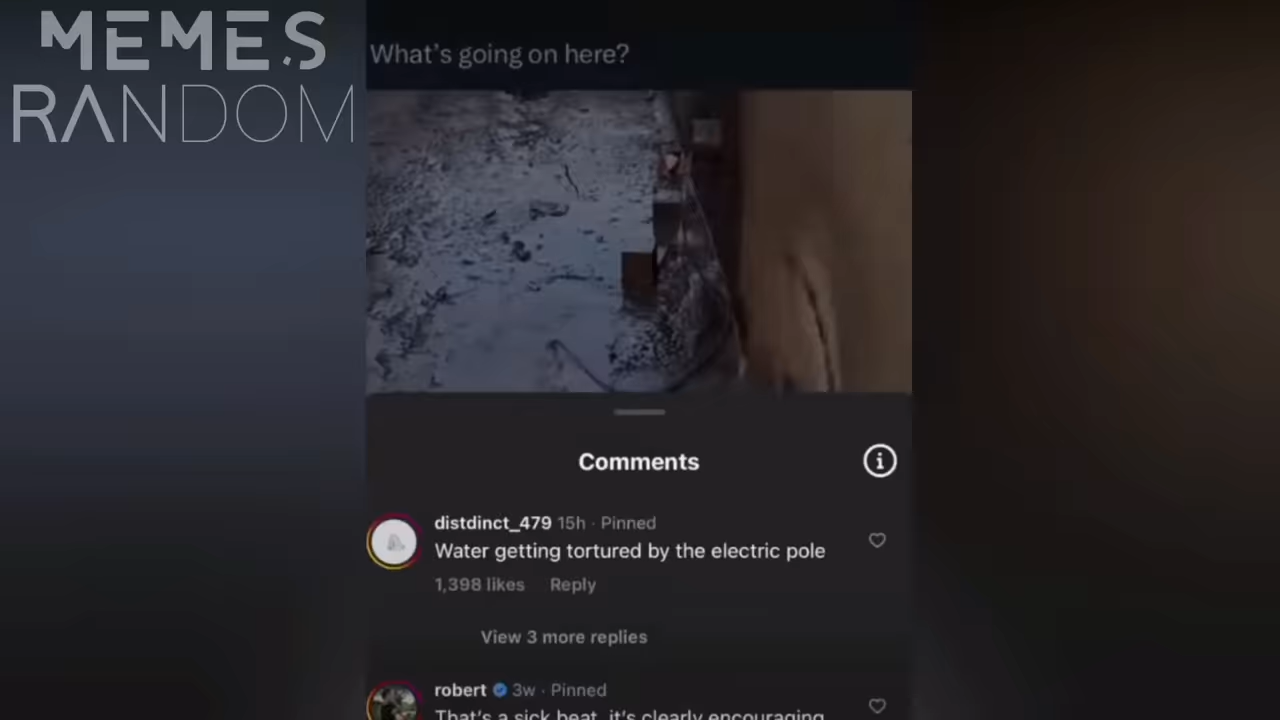 MEMES
RANDOM
What's going on here?
Comments
distdinct_479 15h · Pinned
Water getting tortured by the electric pole
1,398 likes Reply
View 3 more replies
robert 3w · Pinned
That's a sick beat, it's clearly encouraging